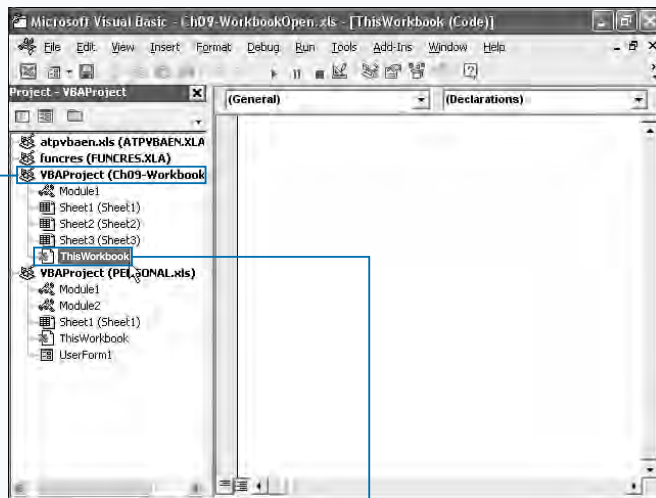 Microsoft Visual Basic - Ch09-WorkbookOpen.xls - [ThisWorkbook (Code)]
File Edit View Insert Format Debug Run Tools Add-Ins Window Help
Project - VBAProject
(General) (Declarations)
atpvbaen.xls (ATPVBAEN.XLA
funcres (FUNCRES.XLA)
VBAProject (Ch09-Workbook
Module1
Sheet1 (Sheet1)
Sheet2 (Sheet2)
Sheet3 (Sheet3)
ThisWorkbook
VBAProject (PERSONAL.xls)
Module1
Module2
Sheet1 (Sheet1)
ThisWorkbook
UserForm1